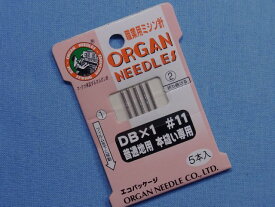 職業用ミシン針
ORGAN
NEEDLES
②
①
DB×1 #11
普通地用 本縫い専用
5本入
エコパッケージ
ORGAN NEEDLE CO., LTD.